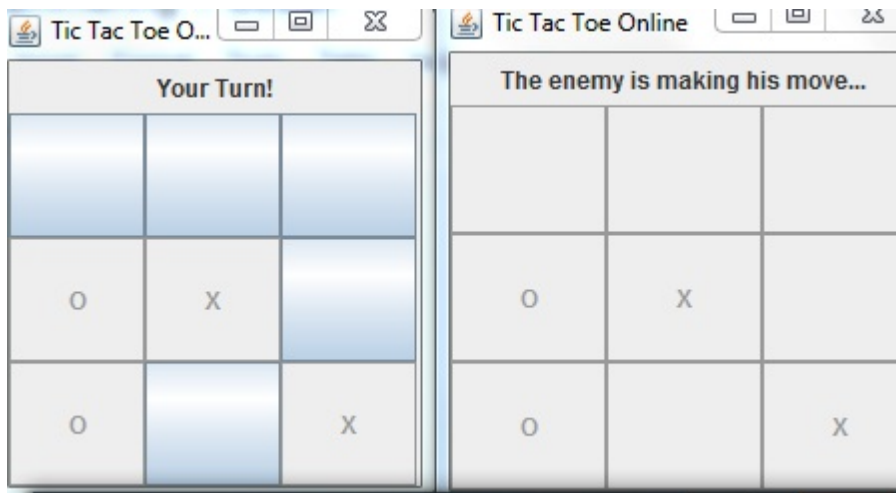 Tic Tac Toe O...
Your Turn!
O X
O X
Tic Tac Toe Online
The enemy is making his move...
O X
O X